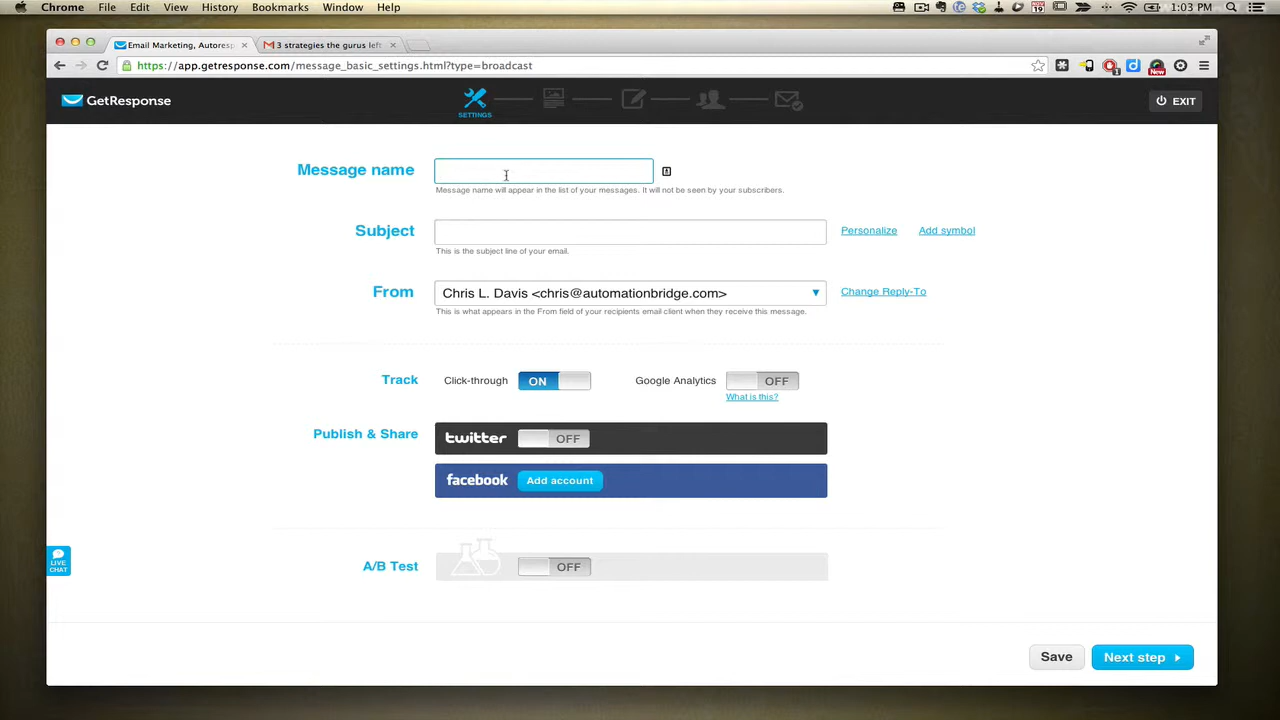 Chrome File Edit View History Bookmarks Window Help 1:03 PM
Email Marketing, Autoresp 3 strategies the gurus left
https://app.getresponse.com/message_basic_settings.html?type=broadcast
New
GetResponse
SETTINGS
EXIT
Message name
Message name will appear in the list of your messages. It will not be seen by your subscribers.
Subject
Personalize Add symbol
This is the subject line of your email.
From
Chris L. Davis <chris@automationbridge.com>
Change Reply-To
This is what appears in the From field of your recipients email client when they receive this message.
Track
Click-through ON
Google Analytics OFF
What is this?
Publish & Share
twitter OFF
facebook Add account
LIVE
CHAT
A/B Test OFF
Save
Next step